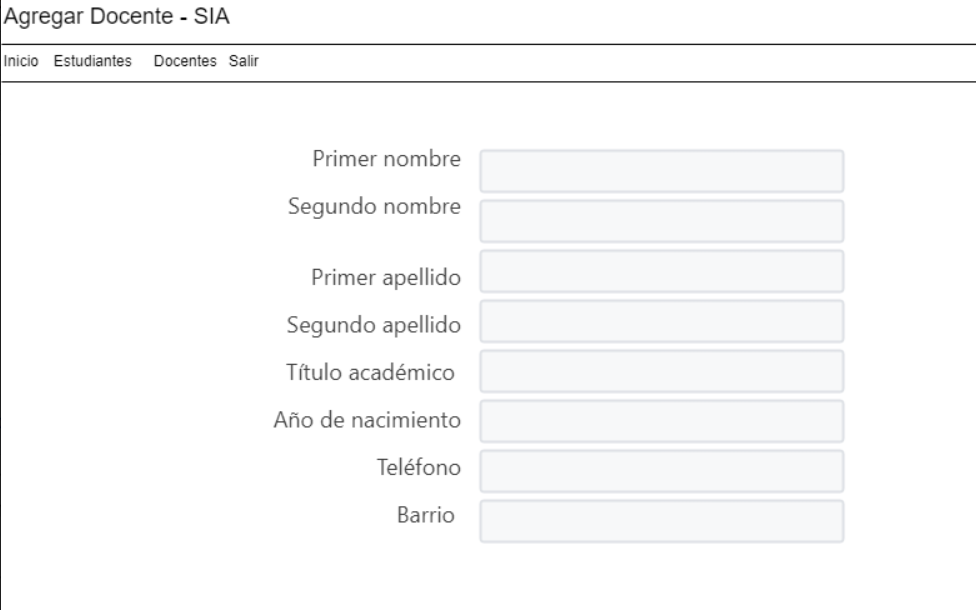 Agregar Docente - SIA
Inicio Estudiantes Docentes Salir
Primer nombre
Segundo nombre
Primer apellido
Segundo apellido
Título académico
Año de nacimiento
Teléfono
Barrio